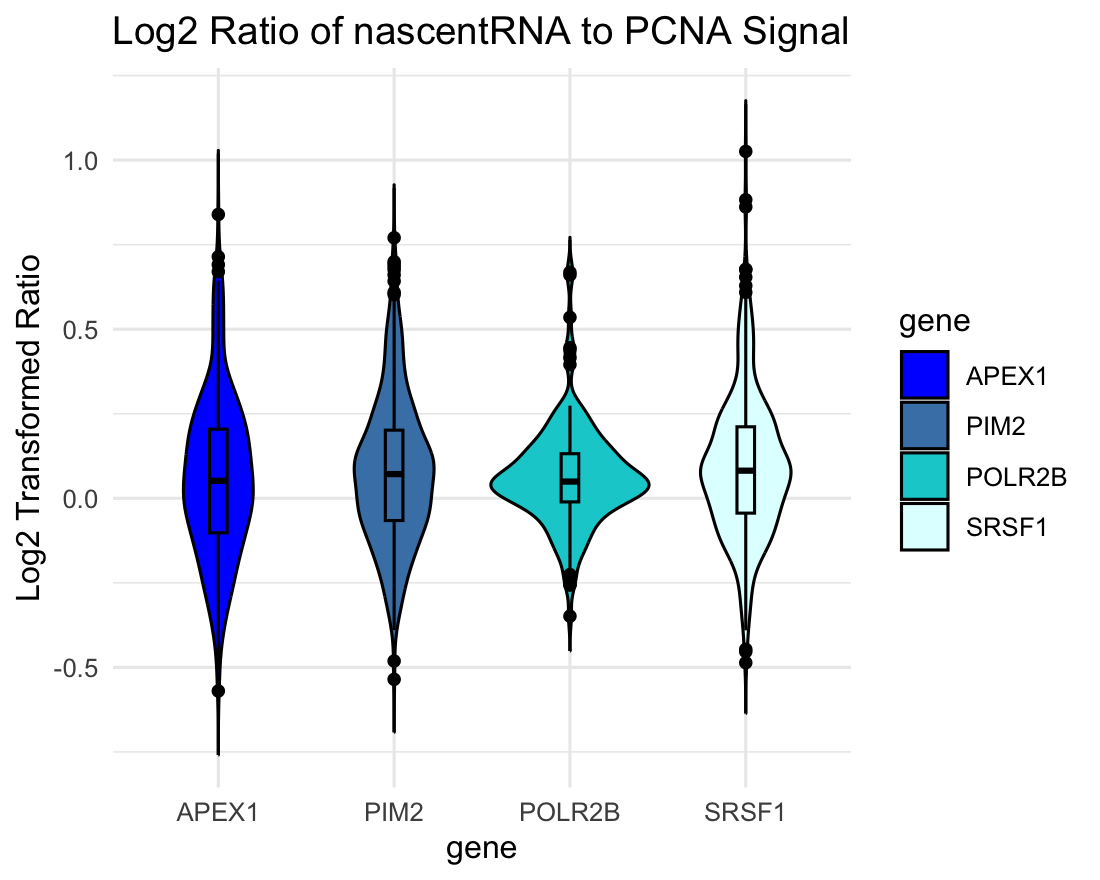 Log2 Ratio of nascentRNA to PCNA Signal
Log2 Transformed Ratio
1.0
0.5
0.0
-0.5
APEX1 PIM2 POLR2B SRSF1
gene
gene
APEX1
PIM2
POLR2B
SRSF1